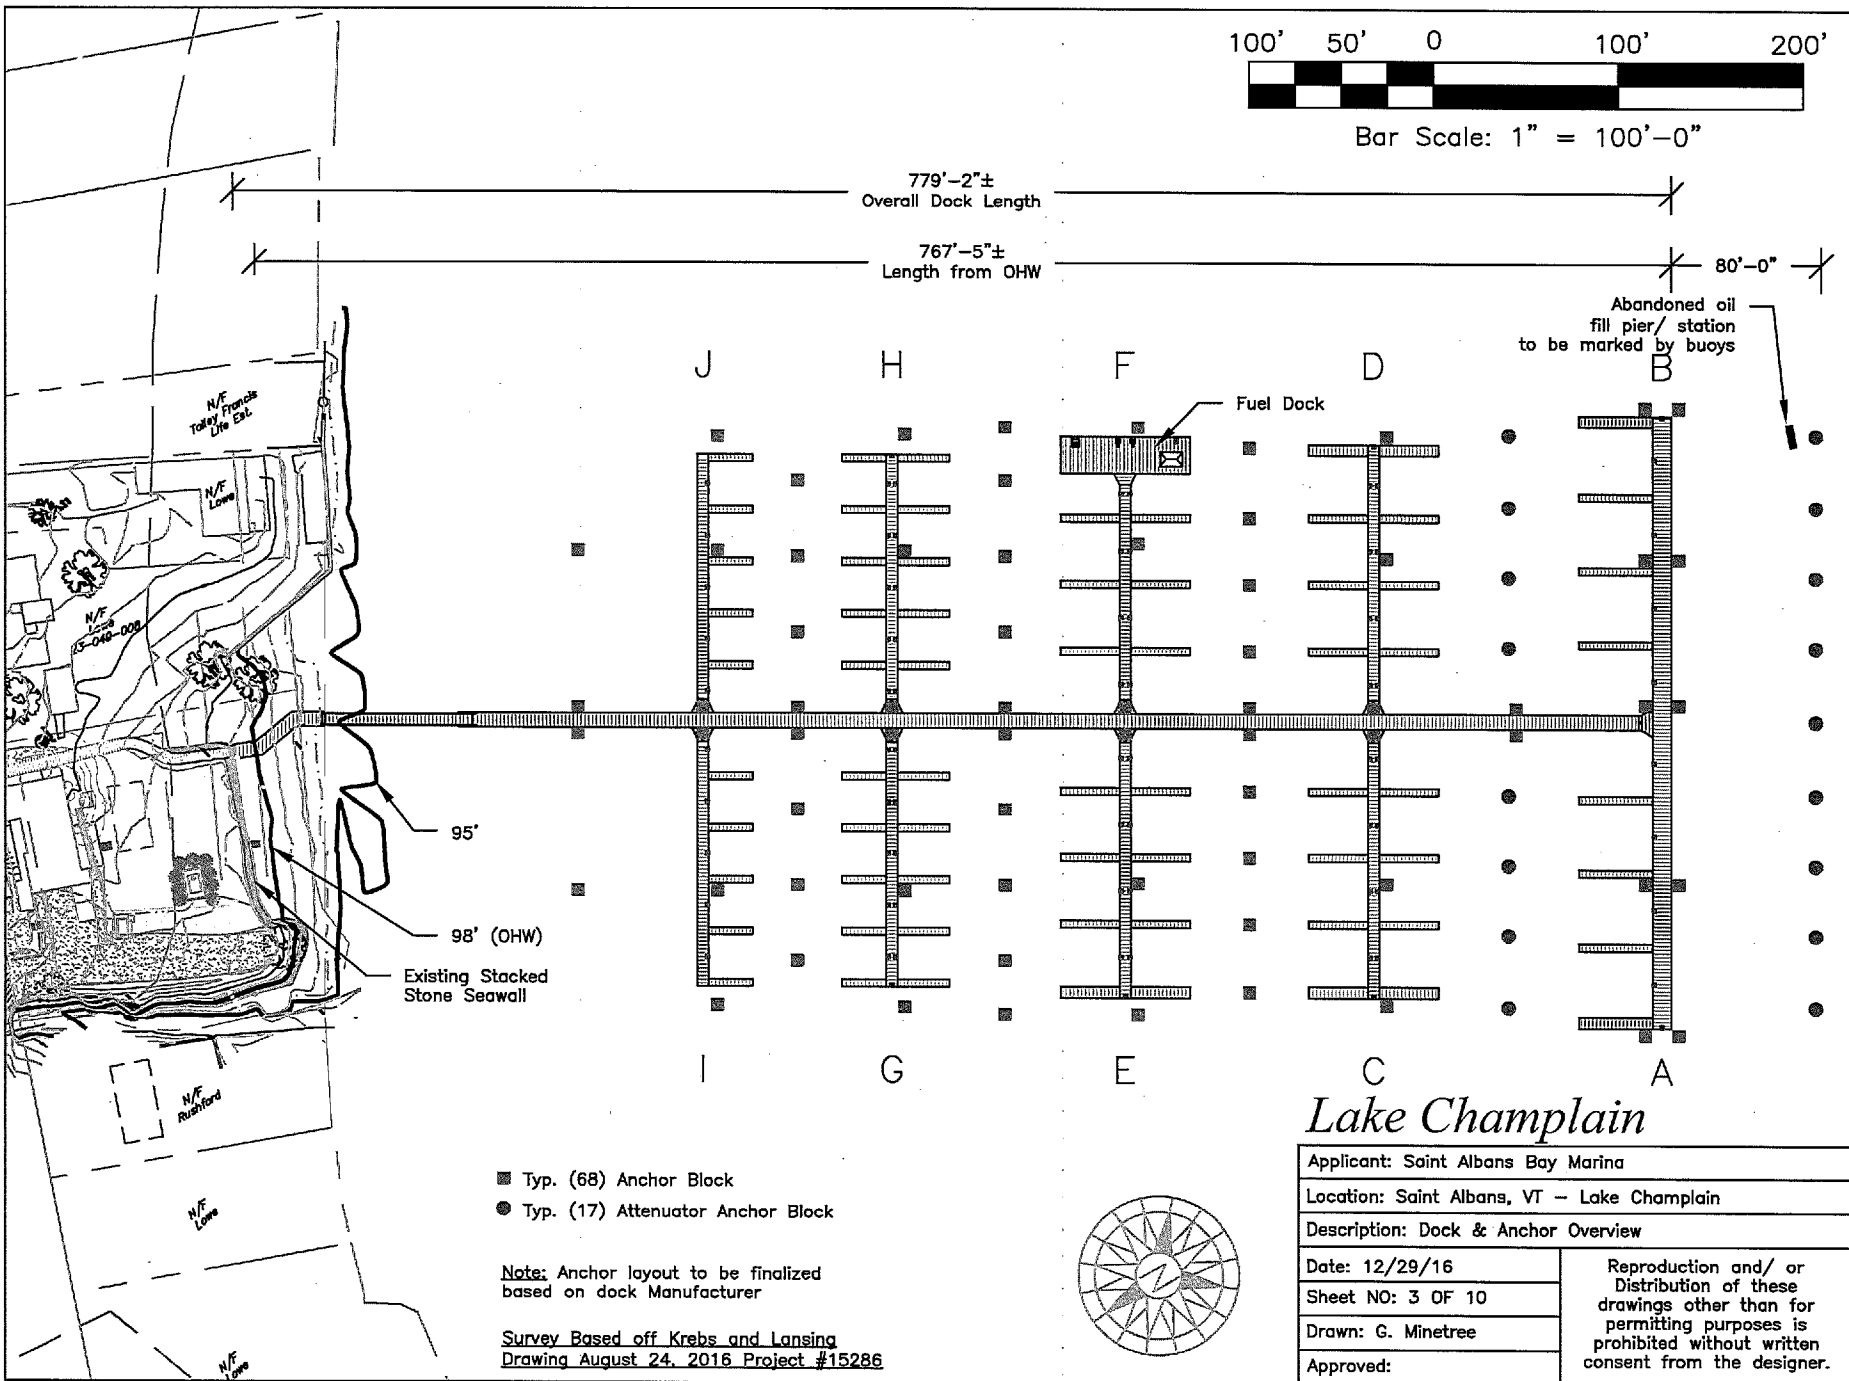 100' 50' 0 100' 200'
Bar Scale: 1" = 100'-0"
779'-2"±
Overall Dock Length
767'-5"±
Length from OHW
80'-0"
Abandoned oil
fill pier/ station
to be marked by buoys
J H F D B
Fuel Dock
N/F
Talley Francis
Life Est.
N/F
Lowe
N/F
Lowe
13-049-008
95'
98' (OHW)
Existing Stacked
Stone Seawall
I G E C A
N/F
Rushford
N/F
Lowe
N/F
Lowe
Typ. (68) Anchor Block
Typ. (17) Attenuator Anchor Block
Note: Anchor layout to be finalized
based on dock Manufacturer
Survey Based off Krebs and Lansing
Drawing August 24, 2016 Project #15286
N
Lake Champlain
Applicant: Saint Albans Bay Marina
Location: Saint Albans, VT - Lake Champlain
Description: Dock & Anchor Overview
Date: 12/29/16
Sheet NO: 3 OF 10
Drawn: G. Minetree
Approved:
Reproduction and/ or
Distribution of these
drawings other than for
permitting purposes is
prohibited without written
consent from the designer.